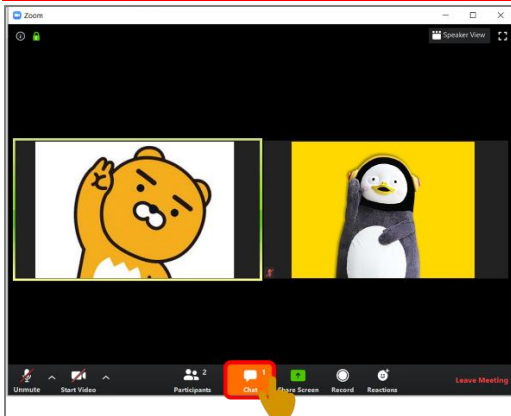 Zoom
Speaker View
2
1
Unmute
Start Video
Participants
Chat
Share Screen
Record
Reactions
Leave Meeting